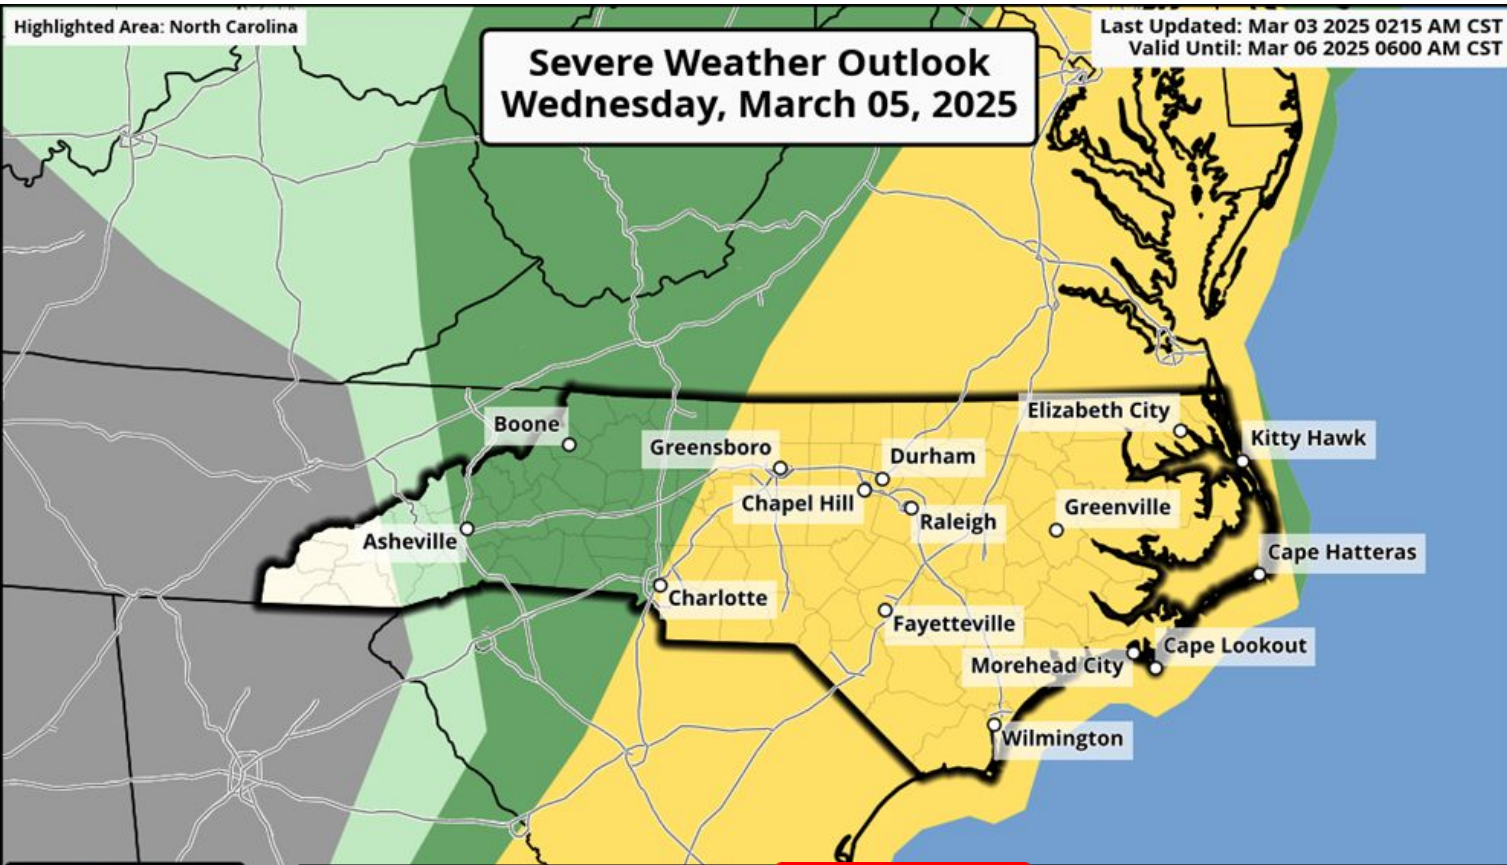 Highlighted Area: North Carolina
Last Updated: Mar 03 2025 0215 AM CST
Valid Until: Mar 06 2025 0600 AM CST
Severe Weather Outlook
Wednesday, March 05, 2025
Elizabeth City
Boone
Kitty Hawk
Greensboro
Durham
Chapel Hill
Greenville
Raleigh
Asheville
Cape Hatteras
Charlotte
Fayetteville
Cape Lookout
Morehead City
Wilmington